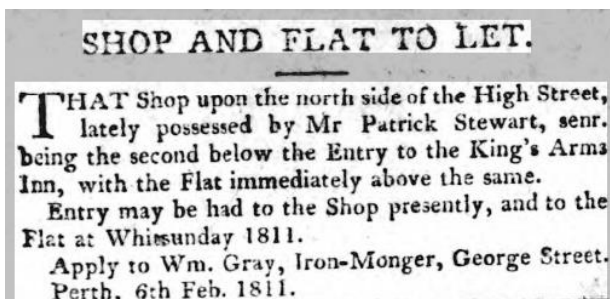 SHOP AND FLAT TO LET.
THAT Shop upon the north side of the High Street,
lately possessed by Mr Patrick Stewart, senr.
being the second below the Entry to the King's Arms
Inn, with the Flat immediately above the same.
Entry may be had to the Shop presently, and to the
Flat at Whitsunday 1811.
Apply to Wm. Gray, Iron-Monger, George Street.
Perth, 6th Feb. 1811.